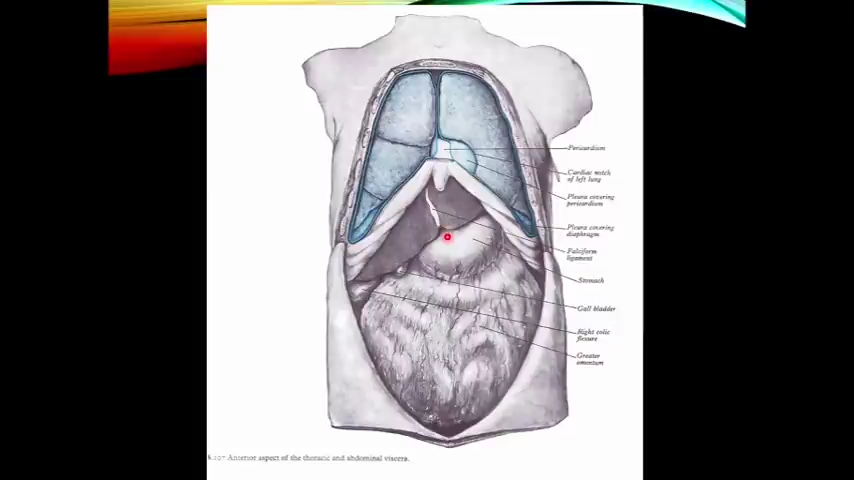 Pericardium
Cardiac notch
of left lung
Pleura covering
pericardium
Pleura covering
diaphragm
Falciform
ligament
Stomach
Gall bladder
Right colic
flexure
Greater
omentum
Anterior aspect of the thoracic and abdominal viscera.